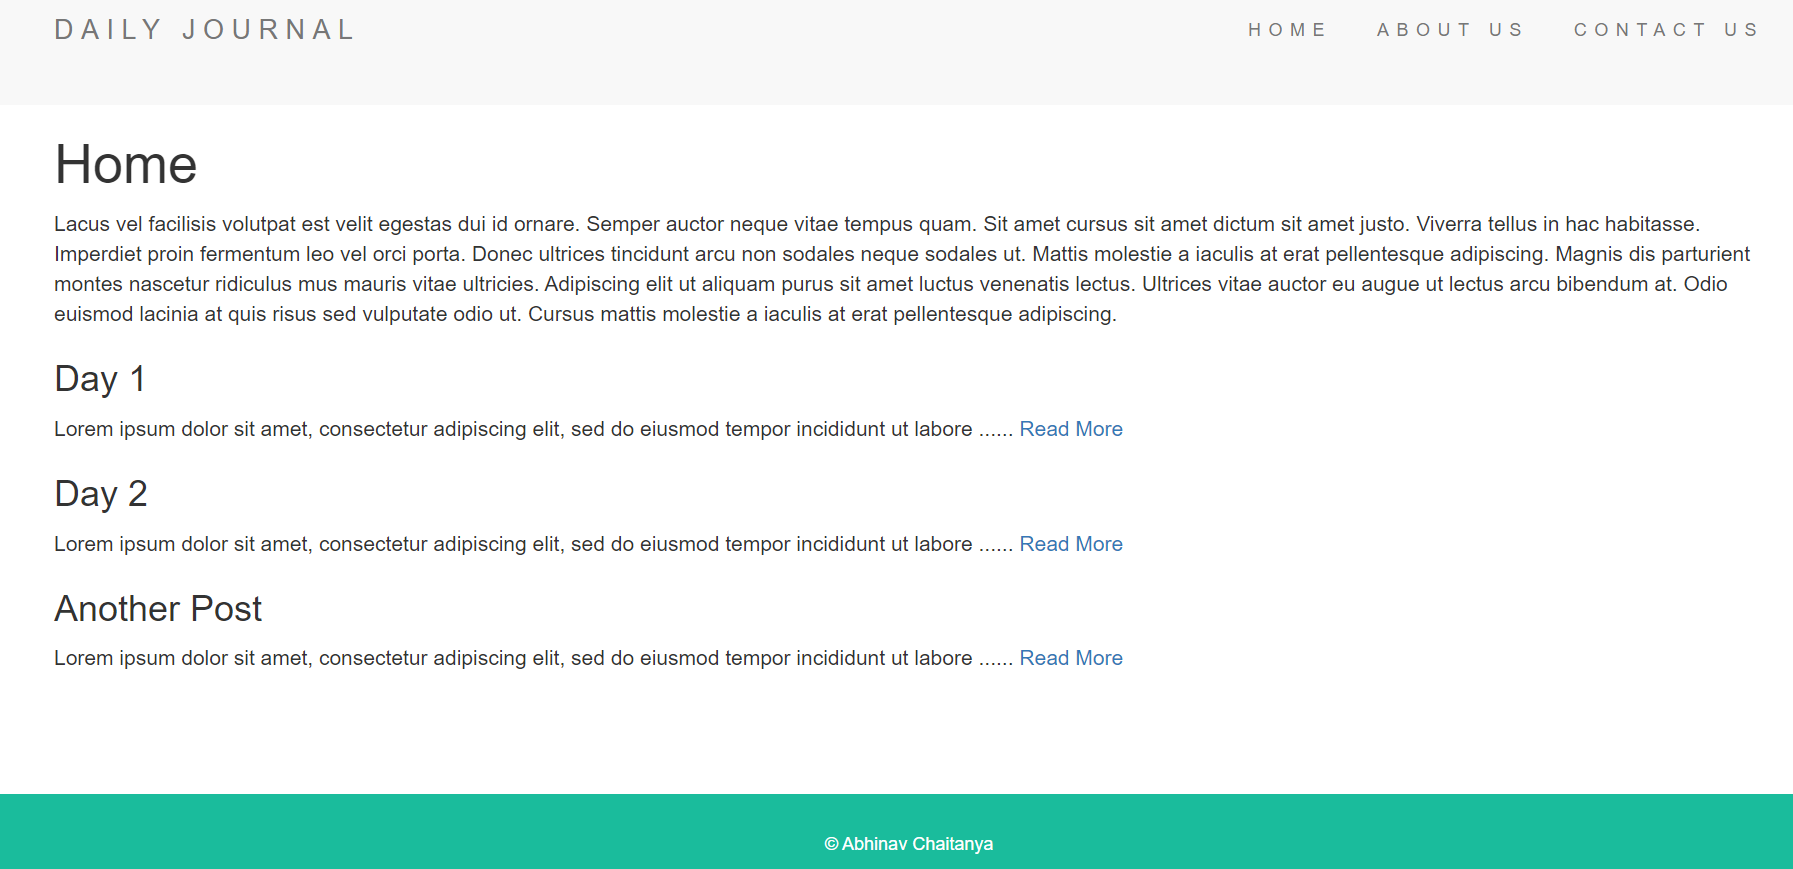 DAILY JOURNAL
HOME ABOUT US CONTACT US
Home
Lacus vel facilisis volutpat est velit egestas dui id ornare. Semper auctor neque vitae tempus quam. Sit amet cursus sit amet dictum sit amet justo. Viverra tellus in hac habitasse.
Imperdiet proin fermentum leo vel orci porta. Donec ultrices tincidunt arcu non sodales neque sodales ut. Mattis molestie a iaculis at erat pellentesque adipiscing. Magnis dis parturient
montes nascetur ridiculus mus mauris vitae ultricies. Adipiscing elit ut aliquam purus sit amet luctus venenatis lectus. Ultrices vitae auctor eu augue ut lectus arcu bibendum at. Odio
euismod lacinia at quis risus sed vulputate odio ut. Cursus mattis molestie a iaculis at erat pellentesque adipiscing.
Day 1
Lorem ipsum dolor sit amet, consectetur adipiscing elit, sed do eiusmod tempor incididunt ut labore ...... Read More
Day 2
Lorem ipsum dolor sit amet, consectetur adipiscing elit, sed do eiusmod tempor incididunt ut labore ...... Read More
Another Post
Lorem ipsum dolor sit amet, consectetur adipiscing elit, sed do eiusmod tempor incididunt ut labore ...... Read More
© Abhinav Chaitanya